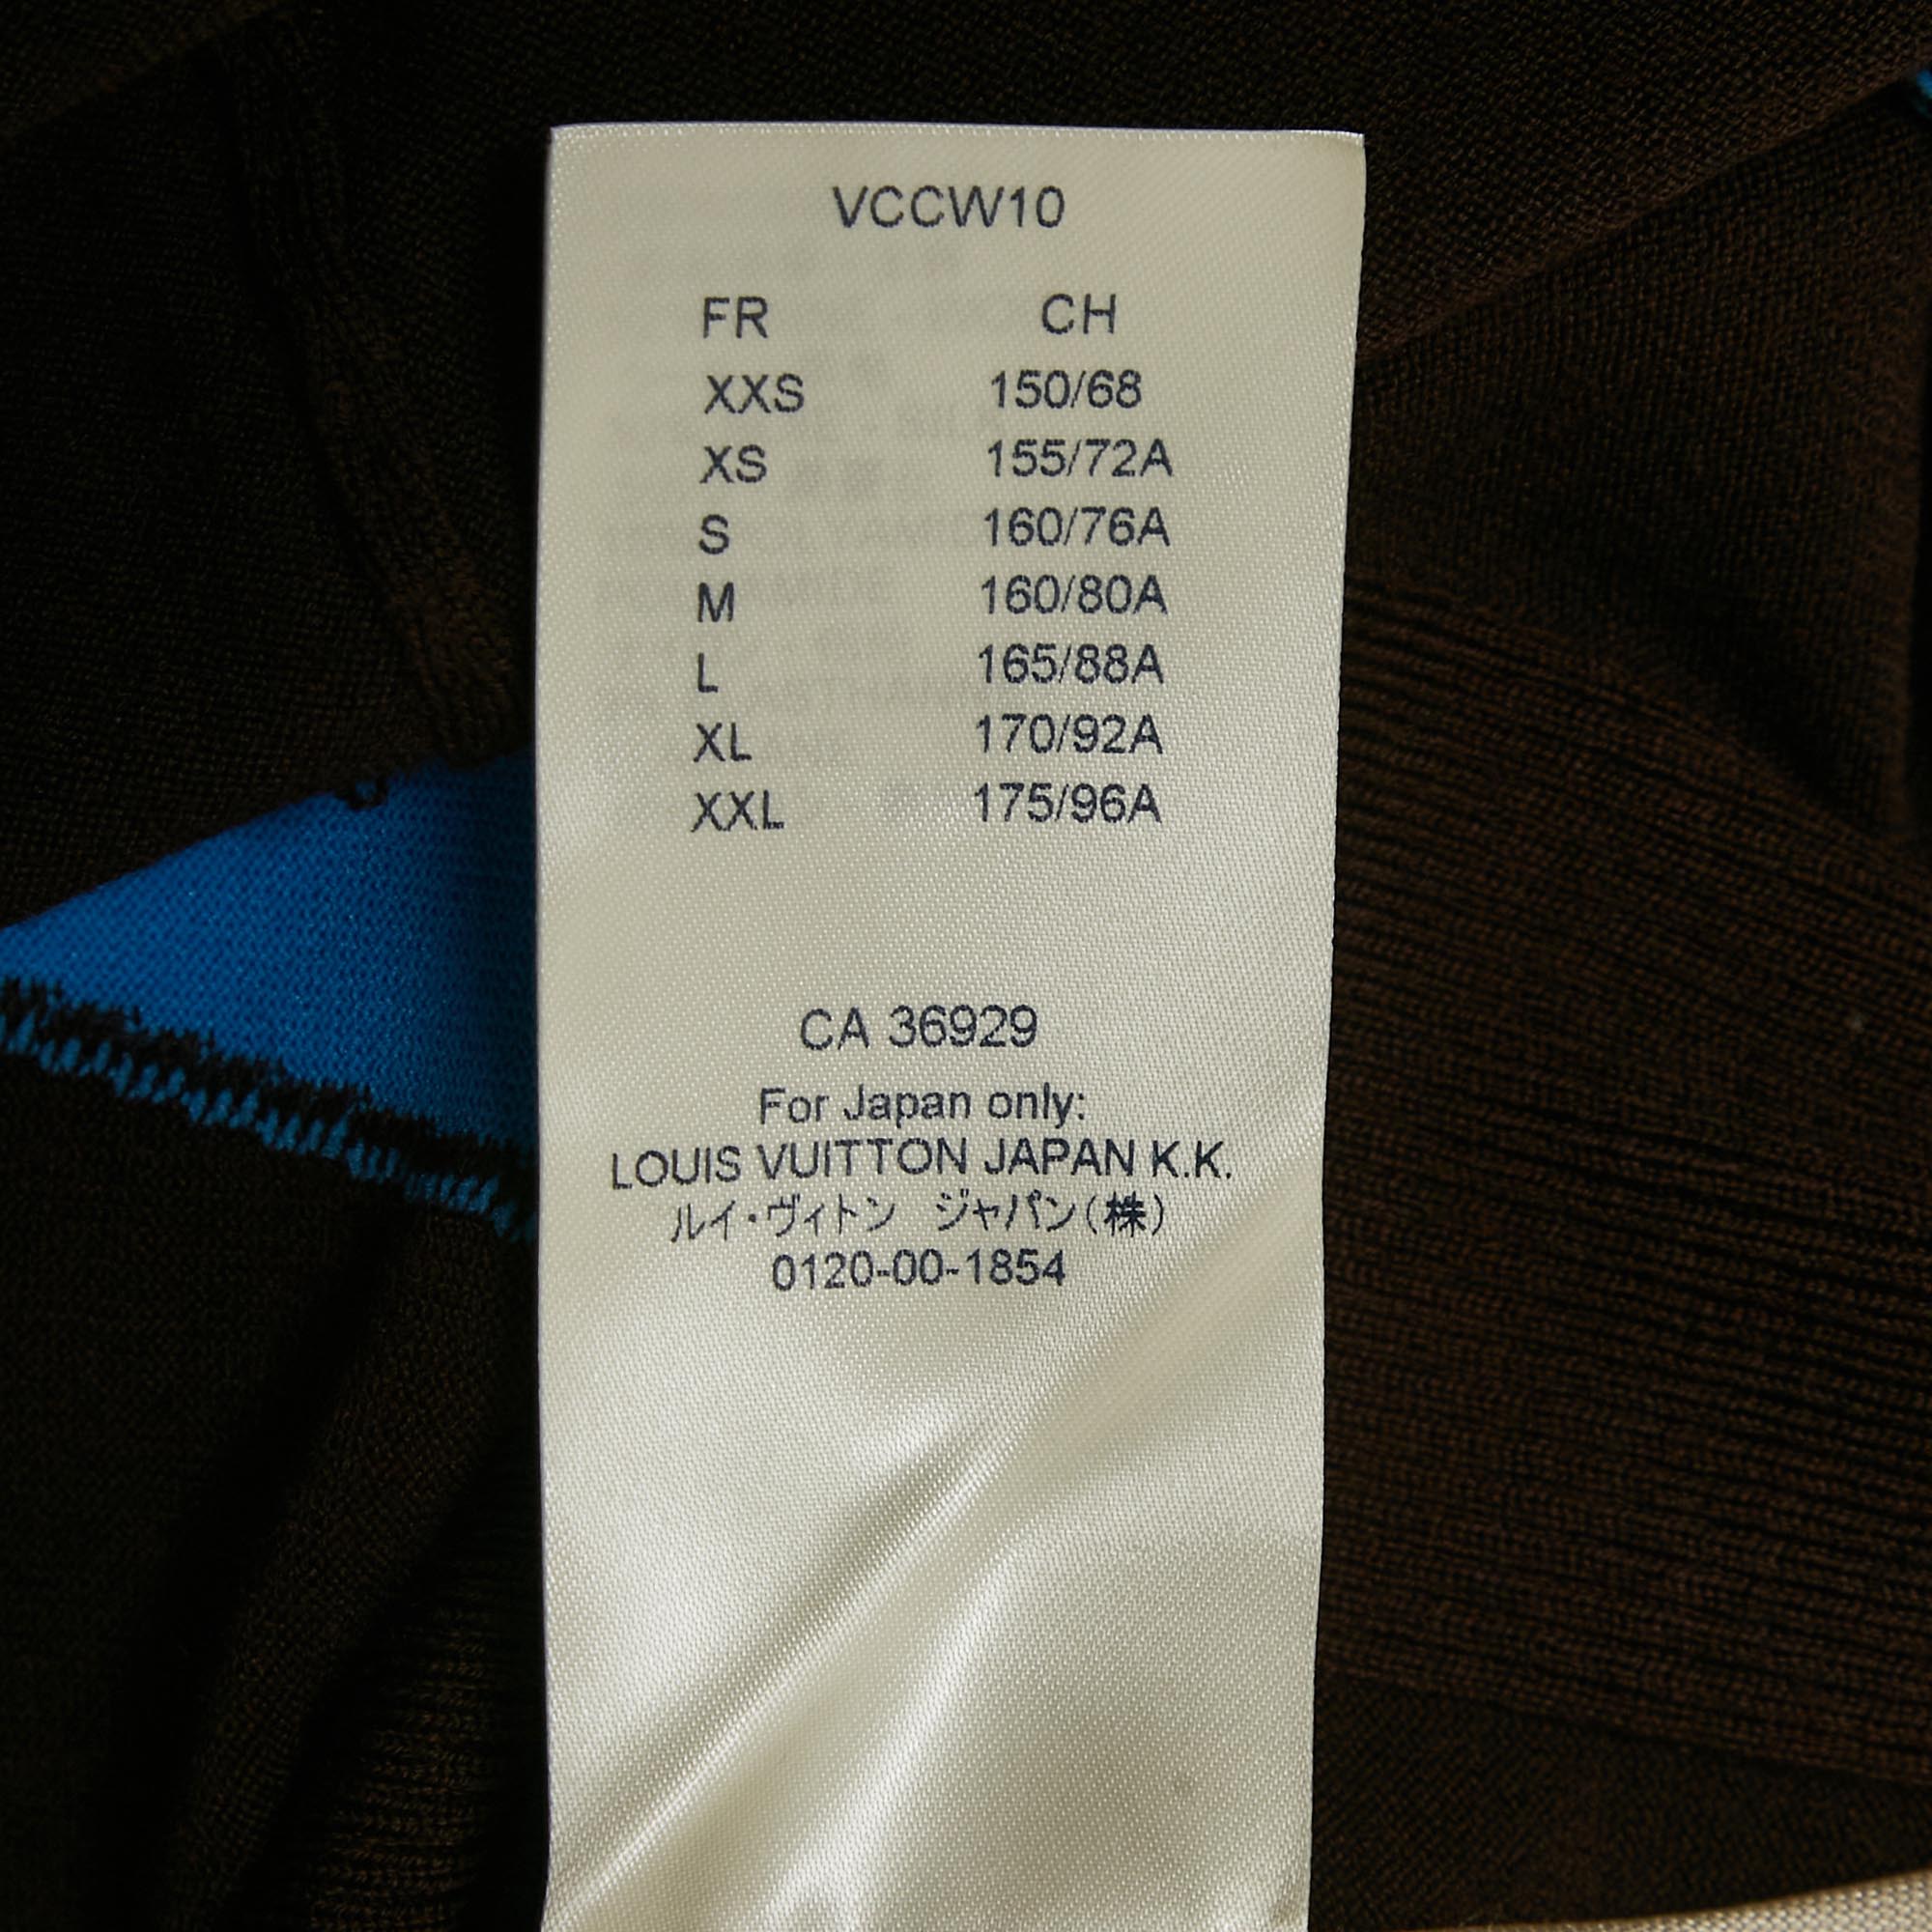 VCCW10
FR CH
XXS 150/68
XS 155/72A
S 160/76A
M 160/80A
L 165/88A
XL 170/92A
XXL 175/96A
CA 36929
For Japan only:
LOUIS VUITTON JAPAN K.K.
ルイ・ヴィトン ジャパン(株)
0120-00-1854